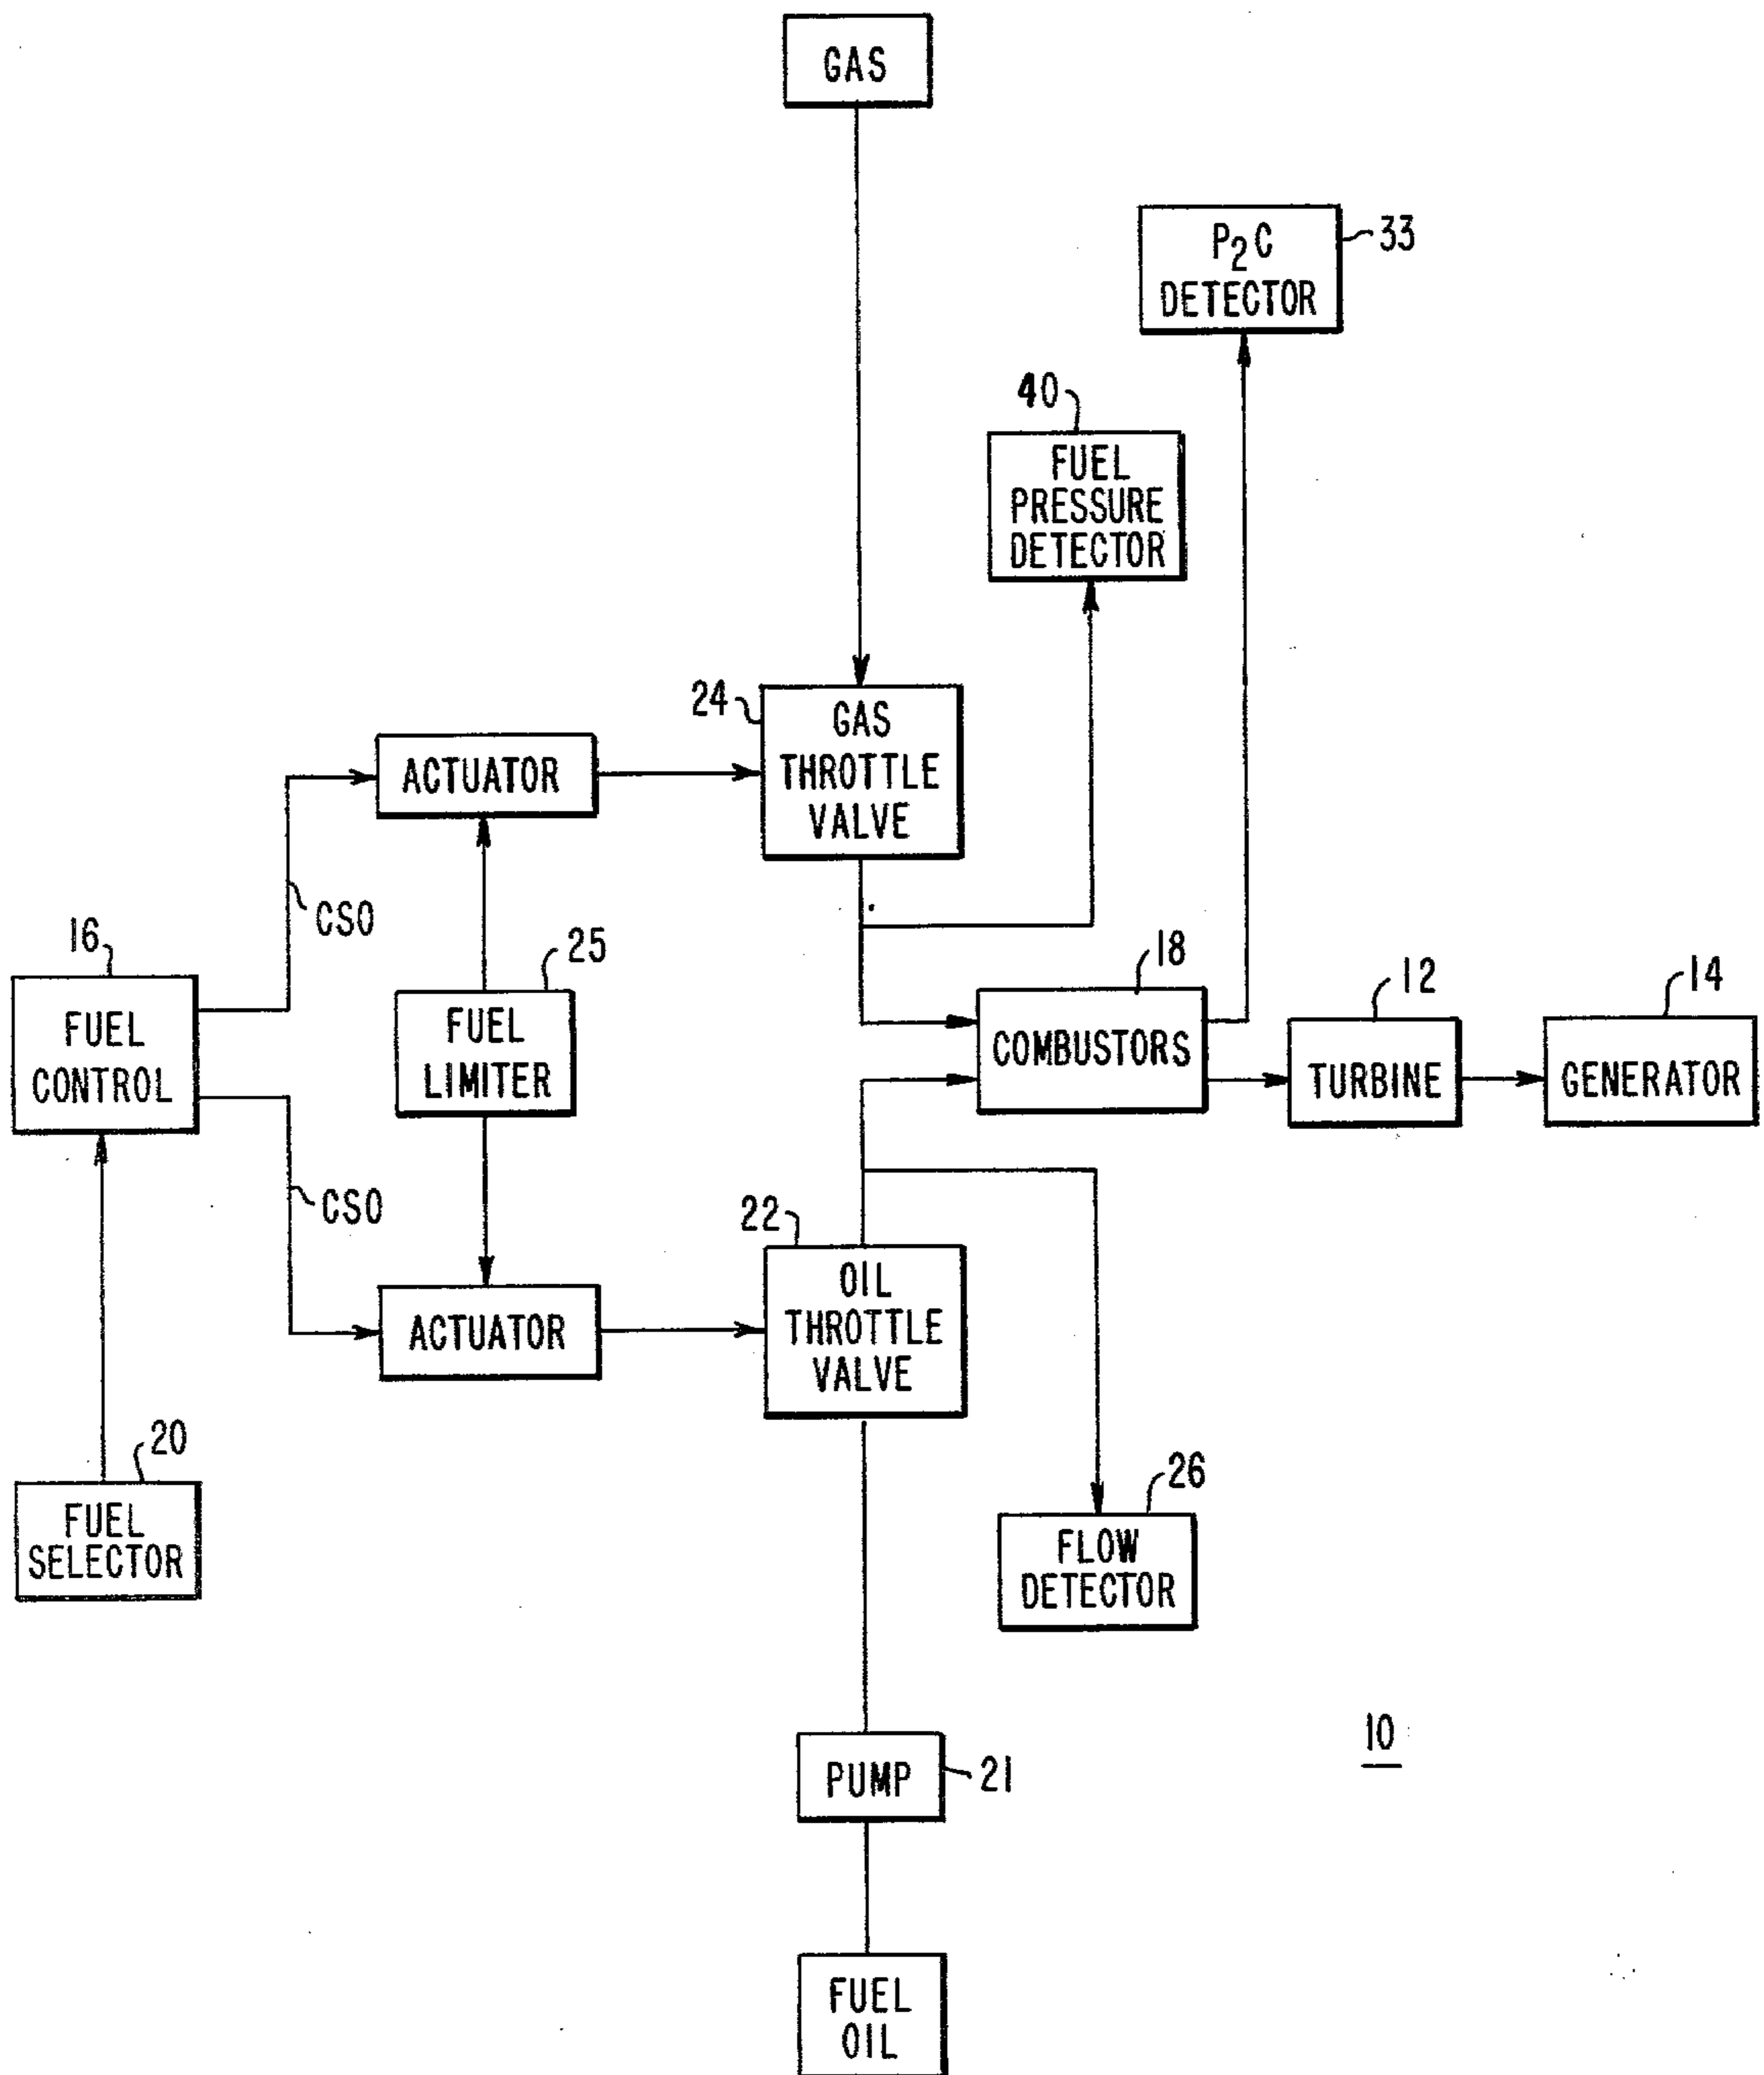 GAS
P2C
DETECTOR
33
40
FUEL
PRESSURE
DETECTOR
24
GAS
THROTTLE
VALVE
ACTUATOR
CSO
16
FUEL
CONTROL
25
FUEL
LIMITER
18
COMBUSTORS
12
TURBINE
14
GENERATOR
CSO
22
OIL
THROTTLE
VALVE
ACTUATOR
20
FUEL
SELECTOR
26
FLOW
DETECTOR
10
PUMP
21
FUEL
OIL